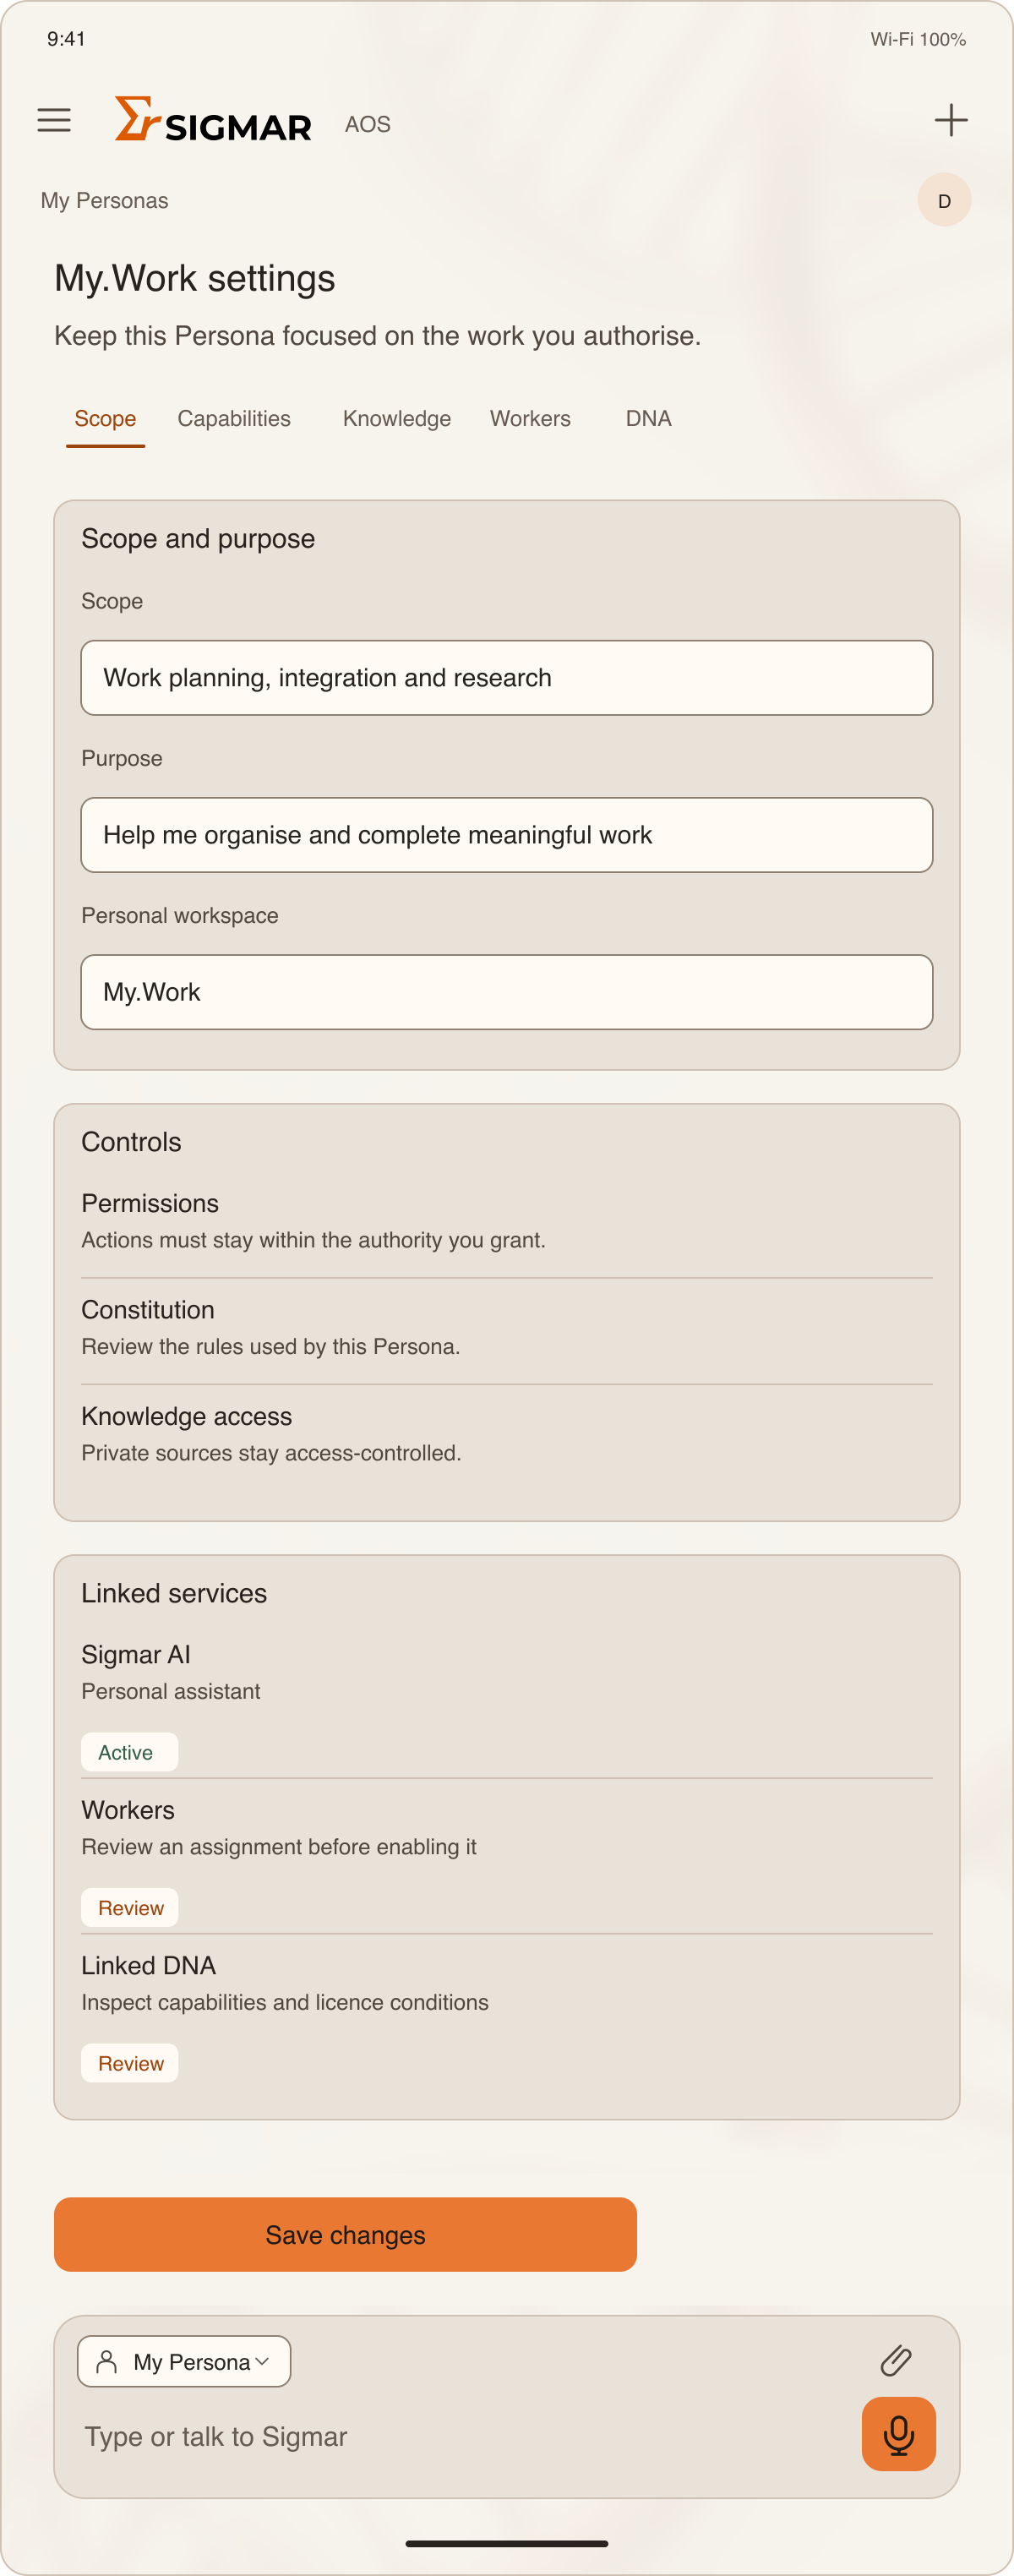 9:41
Wi-Fi 100%
Σr SIGMAR AOS
My Personas
D
My.Work settings
Keep this Persona focused on the work you authorise.
Scope Capabilities Knowledge Workers DNA
Scope and purpose
Scope
Work planning, integration and research
Purpose
Help me organise and complete meaningful work
Personal workspace
My.Work
Controls
Permissions
Actions must stay within the authority you grant.
Constitution
Review the rules used by this Persona.
Knowledge access
Private sources stay access-controlled.
Linked services
Sigmar AI
Personal assistant
Active
Workers
Review an assignment before enabling it
Review
Linked DNA
Inspect capabilities and licence conditions
Review
Save changes
My Persona
Type or talk to Sigmar